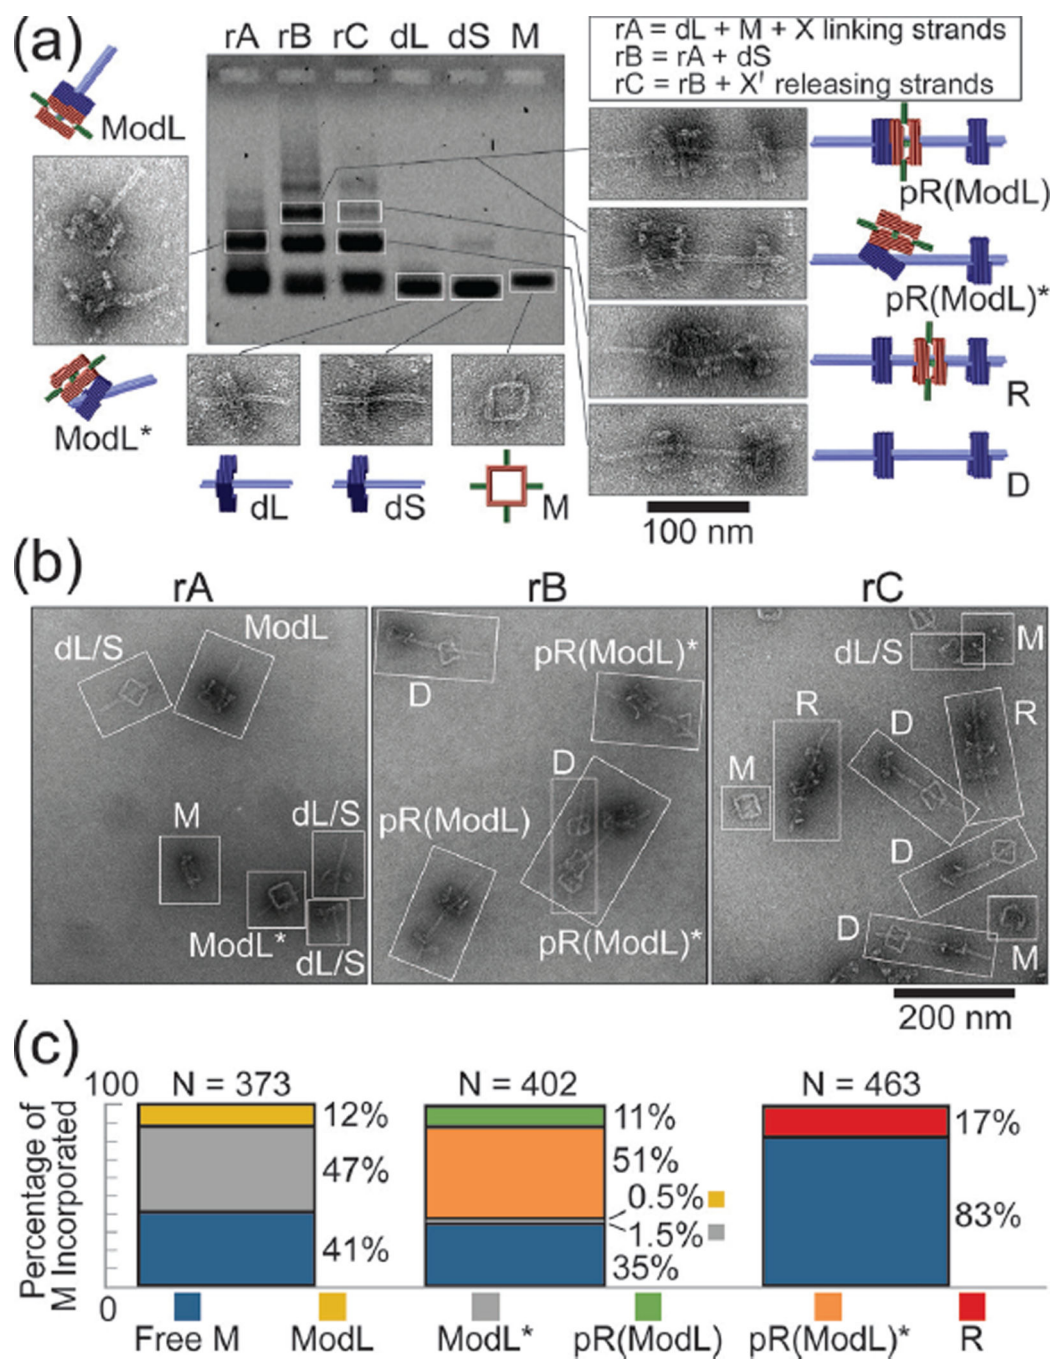 (a)
rA rB rC dL dS M
rA = dL + M + X linking strands
rB = rA + dS
rC = rB + X' releasing strands
ModL
pR(ModL)
pR(ModL)*
R
ModL*
dL
dS
M
D
100 nm
(b)
rA
rB
rC
dL/S
ModL
M
dL/S
ModL*
dL/S
D
pR(ModL)*
D
pR(ModL)
pR(ModL)*
dL/S
M
R
D
R
M
D
D
M
200 nm
(c)
Percentage of
M Incorporated
100
0
N = 373
N = 402
N = 463
12%
47%
41%
11%
51%
0.5%
1.5%
35%
17%
83%
Free M ModL ModL* pR(ModL) pR(ModL)* R